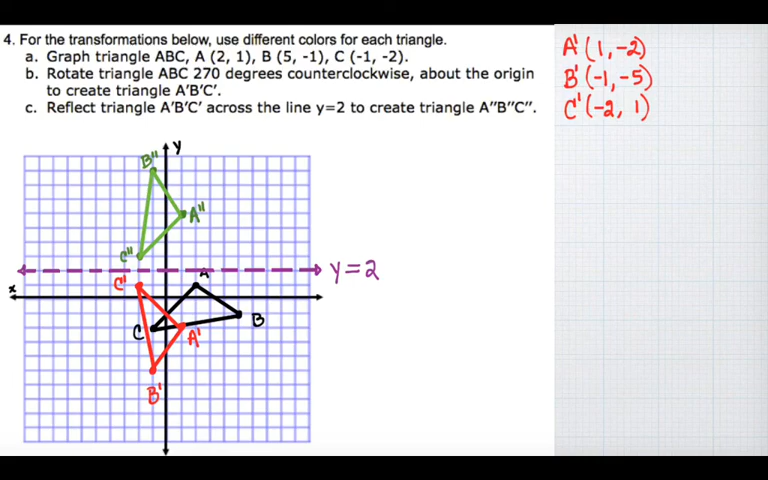 4. For the transformations below, use different colors for each triangle.
a. Graph triangle ABC, A (2, 1), B (5, -1), C (-1, -2).
b. Rotate triangle ABC 270 degrees counterclockwise, about the origin
to create triangle A'B'C'.
c. Reflect triangle A'B'C' across the line y=2 to create triangle A"B"C".
A' (1, -2)
B' (-1, -5)
C' (-2, 1)
y
B"
A"
C"
y=2
A
C'
x
B
C
A'
B'